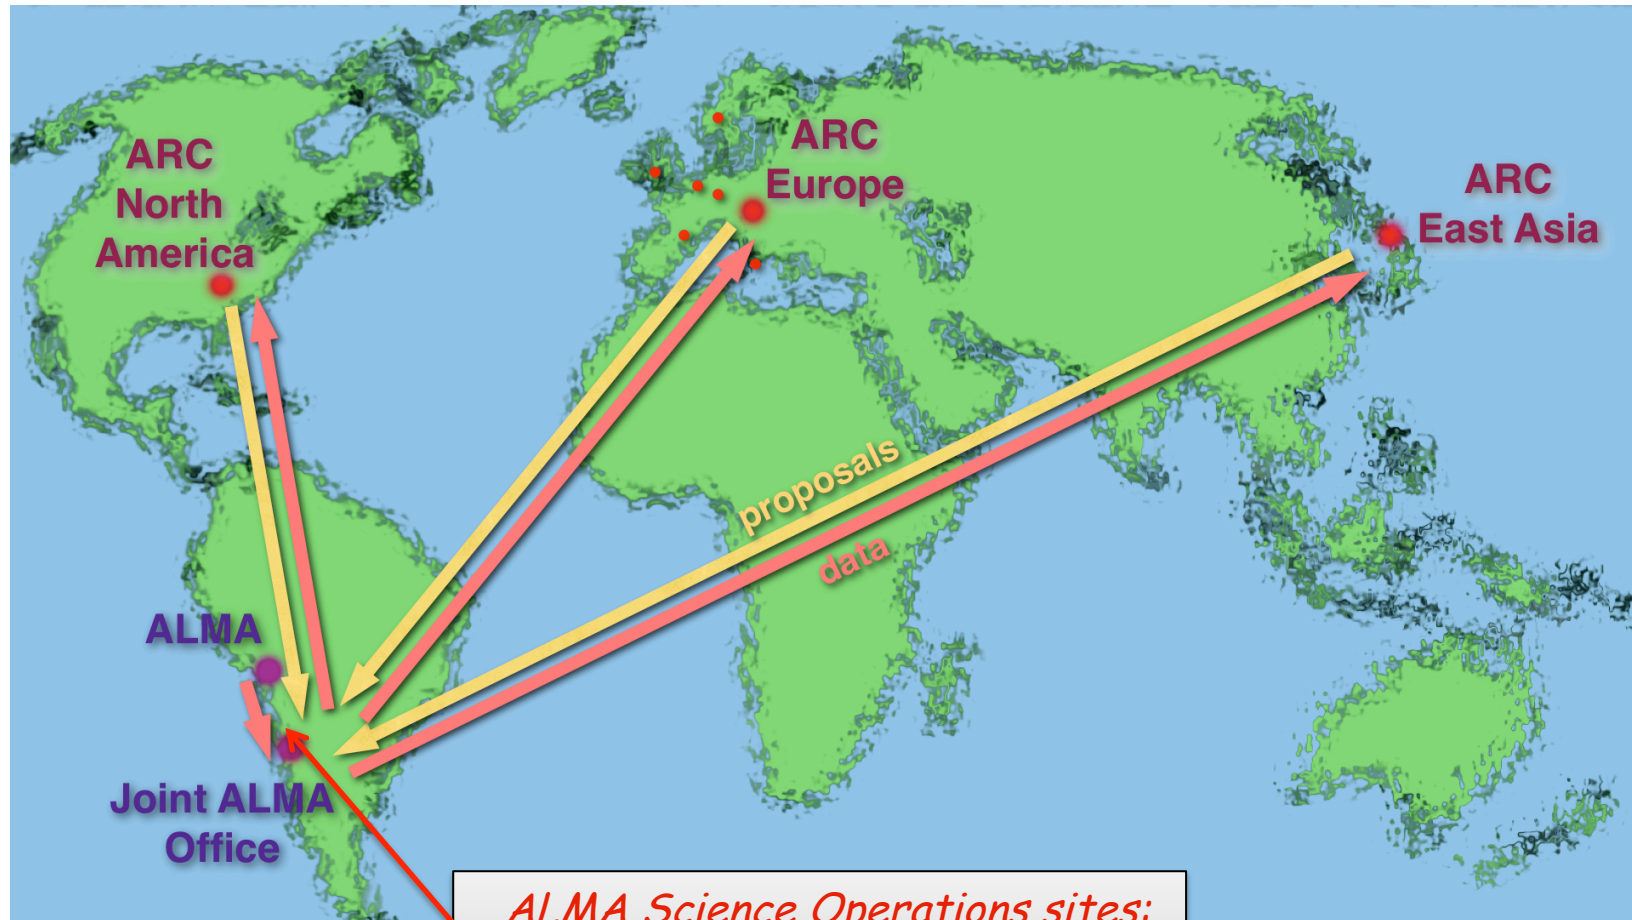 ARC
North
America
ARC
Europe
ARC
East Asia
proposals
data
ALMA
Joint ALMA
Office
ALMA Science Operations sites: